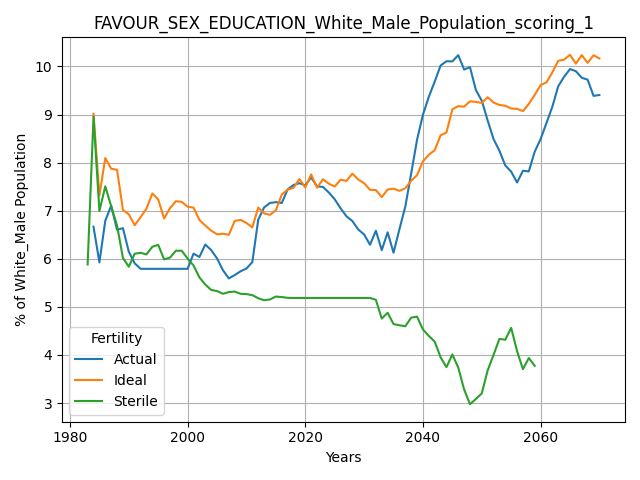 FAVOUR_SEX_EDUCATION_White_Male_Population_scoring_1
% of White_Male Population
10
9
8
7
6
5
4
3
Fertility
Actual
Ideal
Sterile
1980
2000
2020
2040
2060
Years